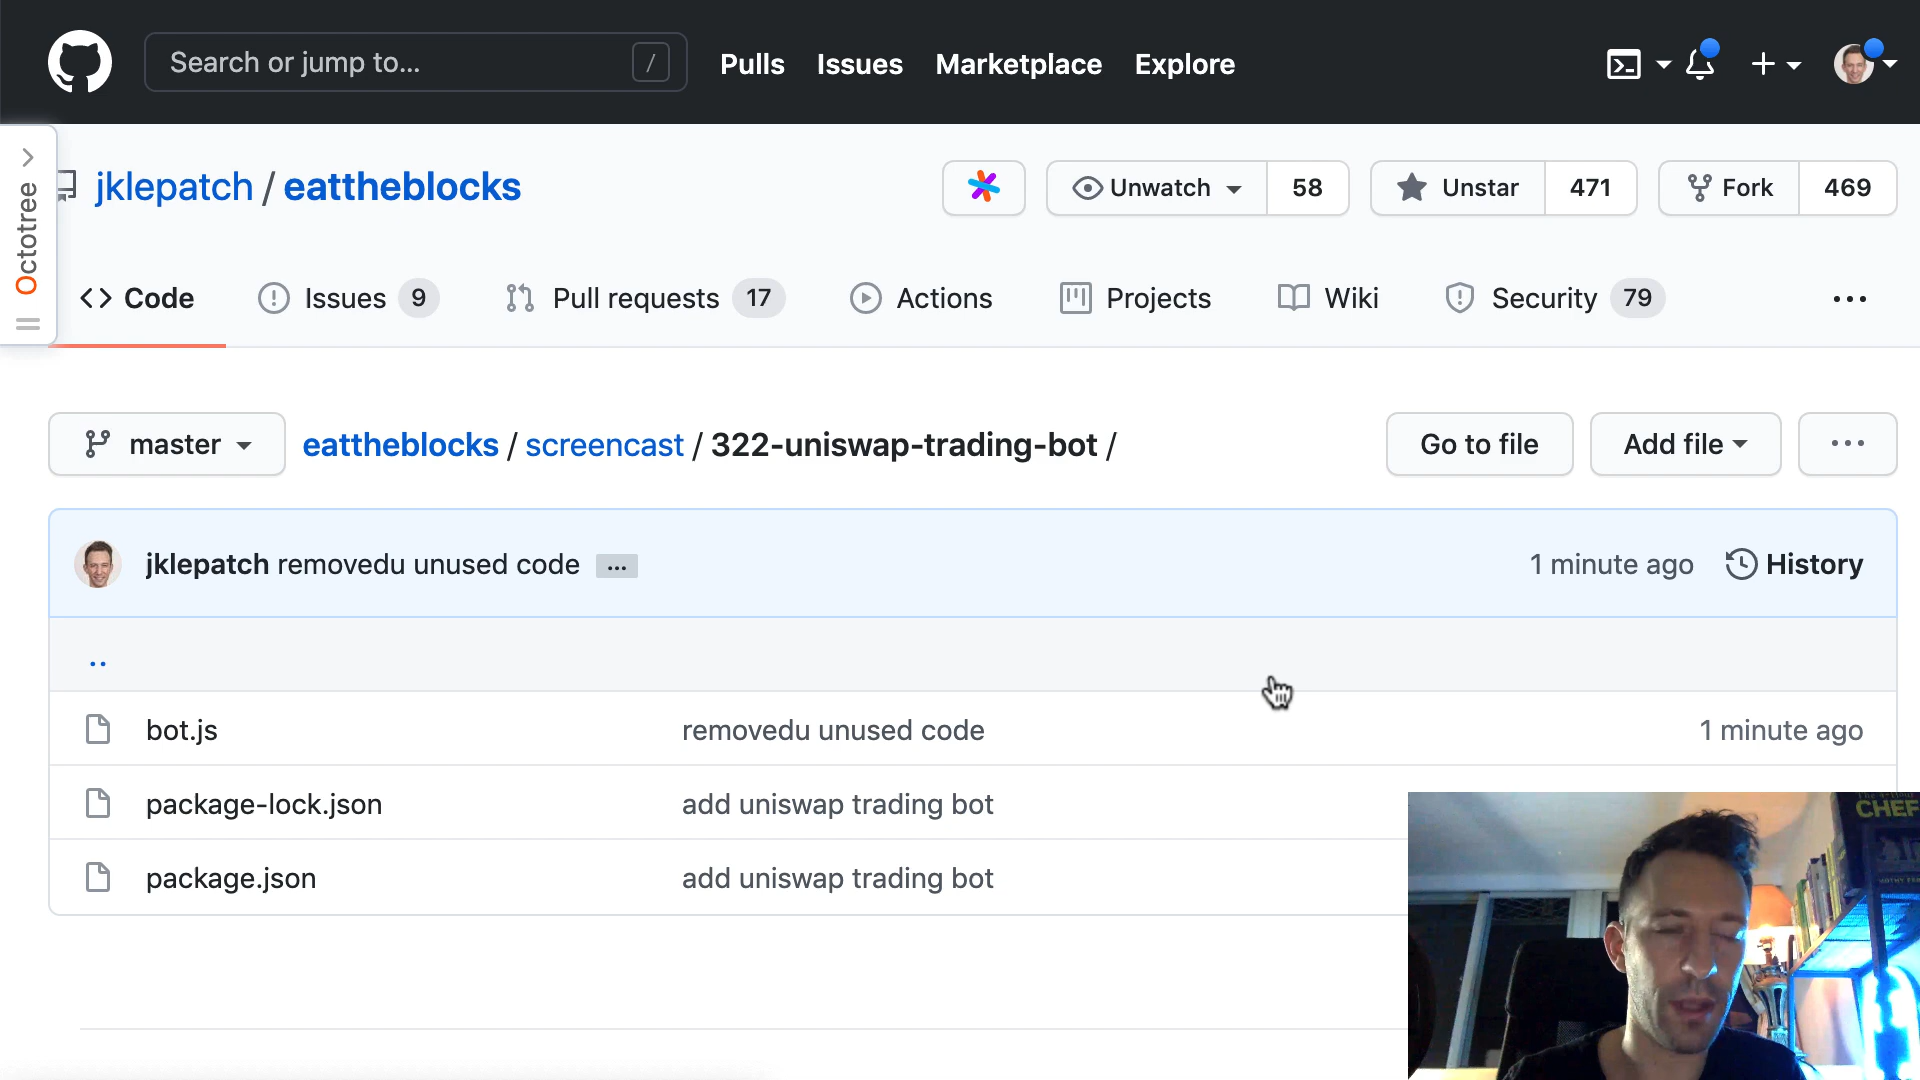 Search or jump to... /
Pulls Issues Marketplace Explore
Octotree
jklepatch / eattheblocks
Unwatch 58
Unstar 471
Fork 469
Code
Issues 9
Pull requests 17
Actions
Projects
Wiki
Security 79
...
master
eattheblocks / screencast / 322-uniswap-trading-bot /
Go to file
Add file
...
jklepatch removedu unused code ...
1 minute ago History
..
bot.js removedu unused code 1 minute ago
package-lock.json add uniswap trading bot
package.json add uniswap trading bot
CHEF